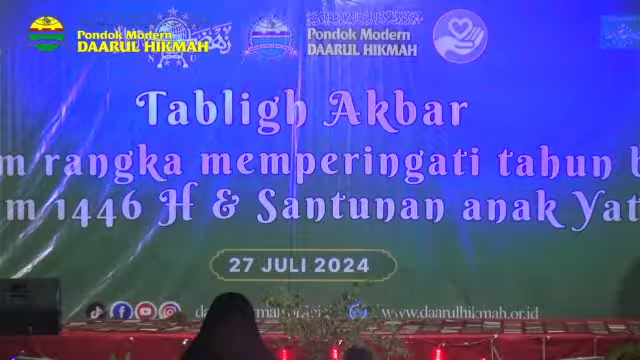 Pondok Modern
DAARUL HIKMAH
NU
Pondok Modern
DAARUL HIKMAH
Tabligh Akbar
m rangka memperingati tahun b
m 1446 H & Santunan anak Yat
27 JULI 2024
www.daarulhikmah.or.id